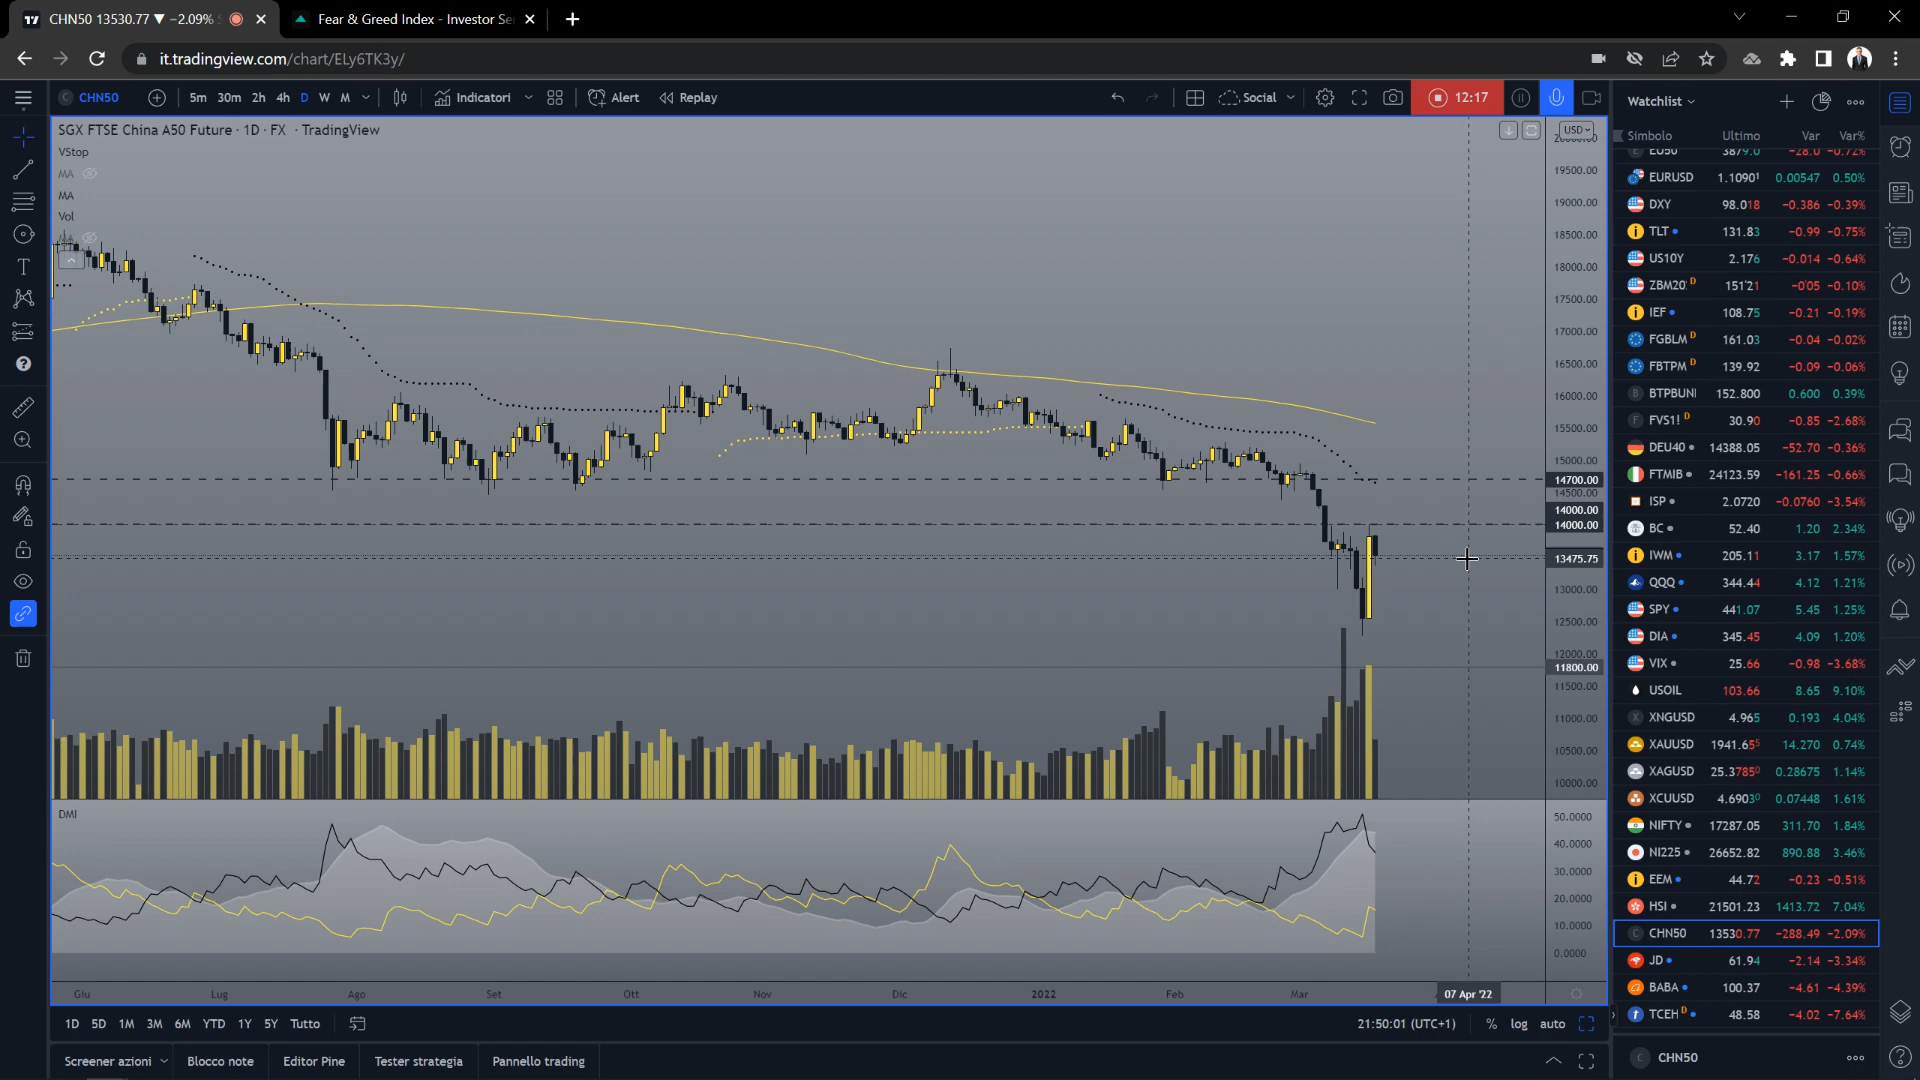 CHN50 13530.77 ▼ −2.09%
Fear & Greed Index - Investor Se
it.tradingview.com/chart/ELy6TK3y/
CHN50 5m 30m 2h 4h D W M Indicatori Alert Replay Social 12:17
SGX FTSE China A50 Future · 1D · FX · TradingView
VStop
MA
MA
Vol
USD
19500.00
19000.00
18500.00
18000.00
17500.00
17000.00
16500.00
16000.00
15500.00
15000.00
14700.00
14500.00
14000.00
14000.00
13475.75
13000.00
12500.00
12000.00
11800.00
11500.00
11000.00
10500.00
10000.00
DMI
50.0000
40.0000
30.0000
20.0000
10.0000
0.0000
Giu Lug Ago Set Ott Nov Dic 2022 Feb Mar 07 Apr '22
1D 5D 1M 3M 6M YTD 1Y 5Y Tutto 21:50:01 (UTC+1) % log auto
Screener azioni Blocco note Editor Pine Tester strategia Pannello trading
Watchlist
Simbolo Ultimo Var Var%
EU50 3879.0 −28.0 −0.72%
EURUSD 1.10901 0.00547 0.50%
DXY 98.018 −0.386 −0.39%
TLT 131.83 −0.99 −0.75%
US10Y 2.176 −0.014 −0.64%
ZBM20 D 151'21 −0'05 −0.10%
IEF 108.75 −0.21 −0.19%
FGBLM D 161.03 −0.04 −0.02%
FBTPM D 139.92 −0.09 −0.06%
BTPBUNI 152.800 0.600 0.39%
FVS1! D 30.90 −0.85 −2.68%
DEU40 14388.05 −52.70 −0.36%
FTMIB 24123.59 −161.25 −0.66%
ISP 2.0720 −0.0760 −3.54%
BC 52.40 1.20 2.34%
IWM 205.11 3.17 1.57%
QQQ 344.44 4.12 1.21%
SPY 441.07 5.45 1.25%
DIA 345.45 4.09 1.20%
VIX 25.66 −0.98 −3.68%
USOIL 103.66 8.65 9.10%
XNGUSD 4.965 0.193 4.04%
XAUUSD 1941.655 14.270 0.74%
XAGUSD 25.37850 0.28675 1.14%
XCUUSD 4.69030 0.07448 1.61%
NIFTY 17287.05 311.70 1.84%
NI225 26652.82 890.88 3.46%
EEM 44.72 −0.23 −0.51%
HSI 21501.23 1413.72 7.04%
CHN50 13530.77 −288.49 −2.09%
JD 61.94 −2.14 −3.34%
BABA 100.37 −4.61 −4.39%
TCEH D 48.58 −4.02 −7.64%
CHN50